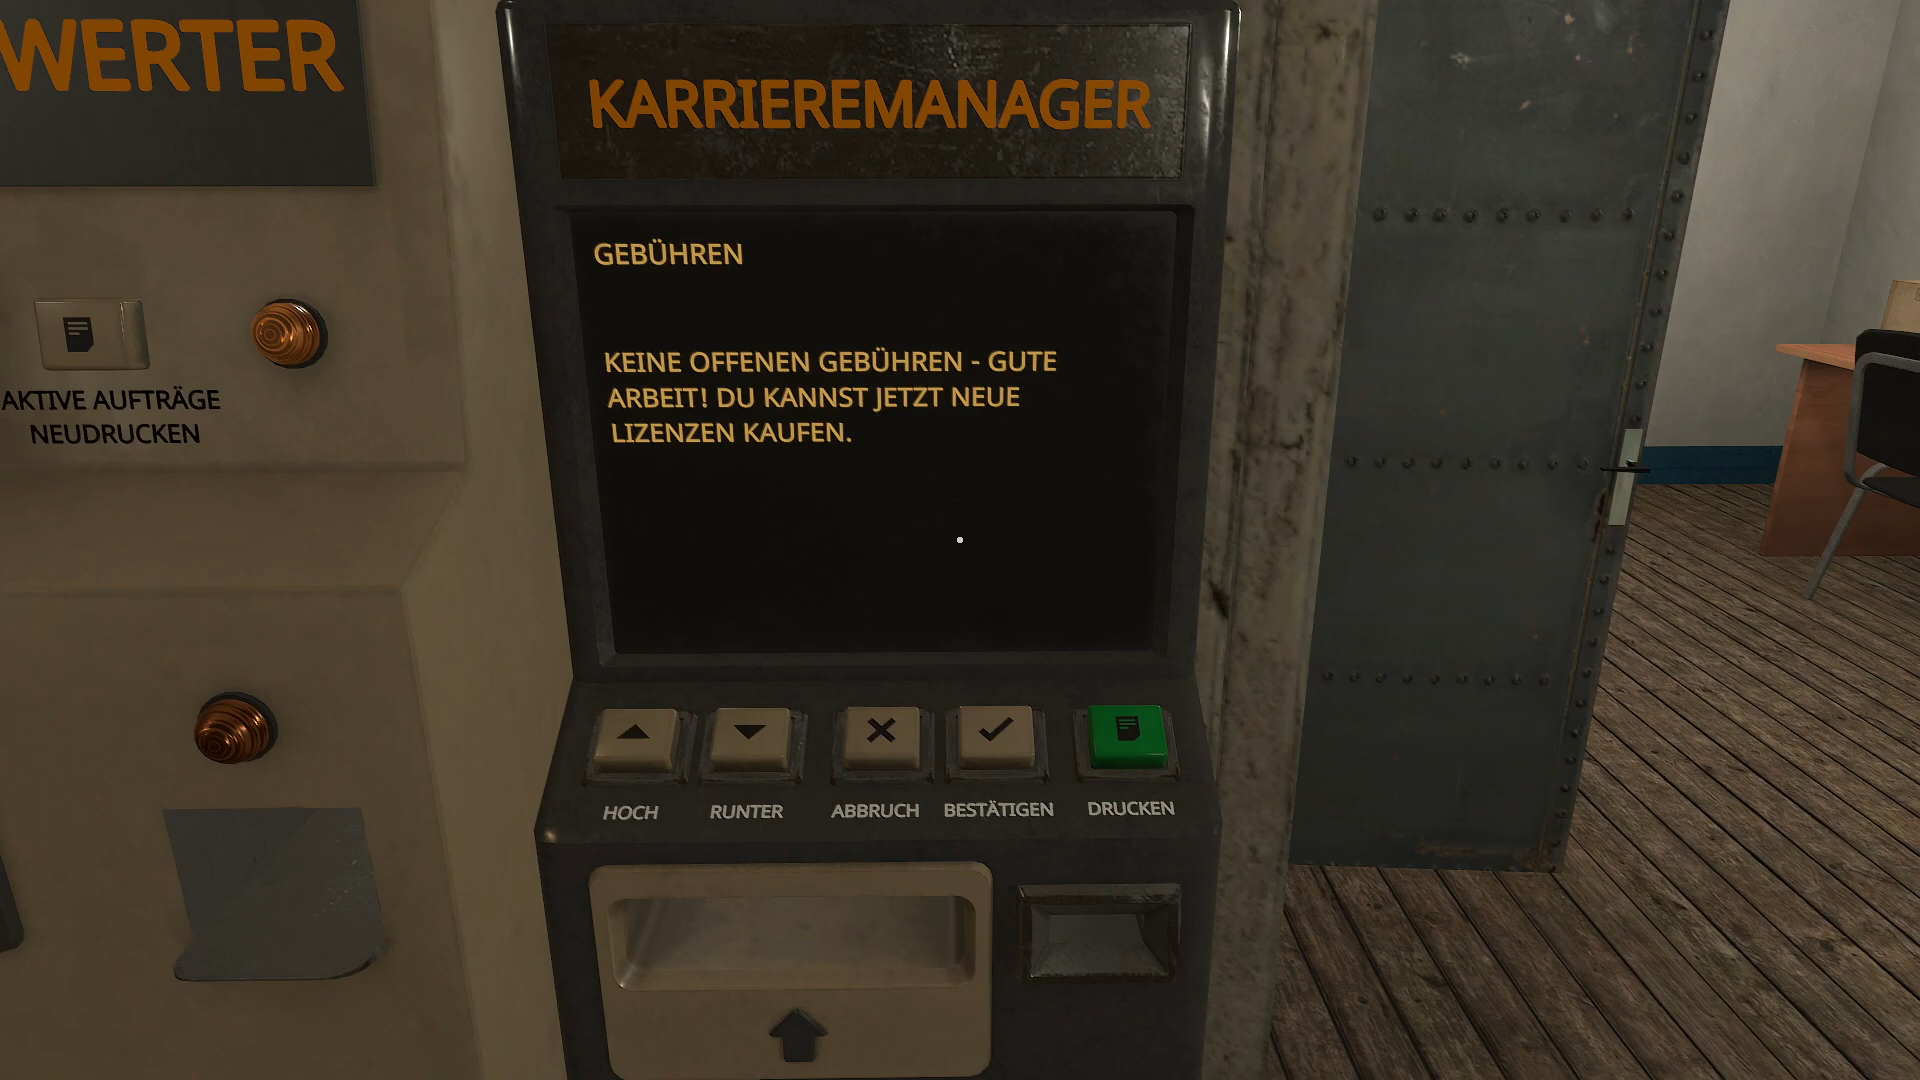 WERTER
KARRIEREMANAGER
GEBÜHREN
KEINE OFFENEN GEBÜHREN - GUTE
ARBEIT! DU KANNST JETZT NEUE
LIZENZEN KAUFEN.
AKTIVE AUFTRÄGE
NEUDRUCKEN
HOCH
RUNTER
ABBRUCH
BESTÄTIGEN
DRUCKEN